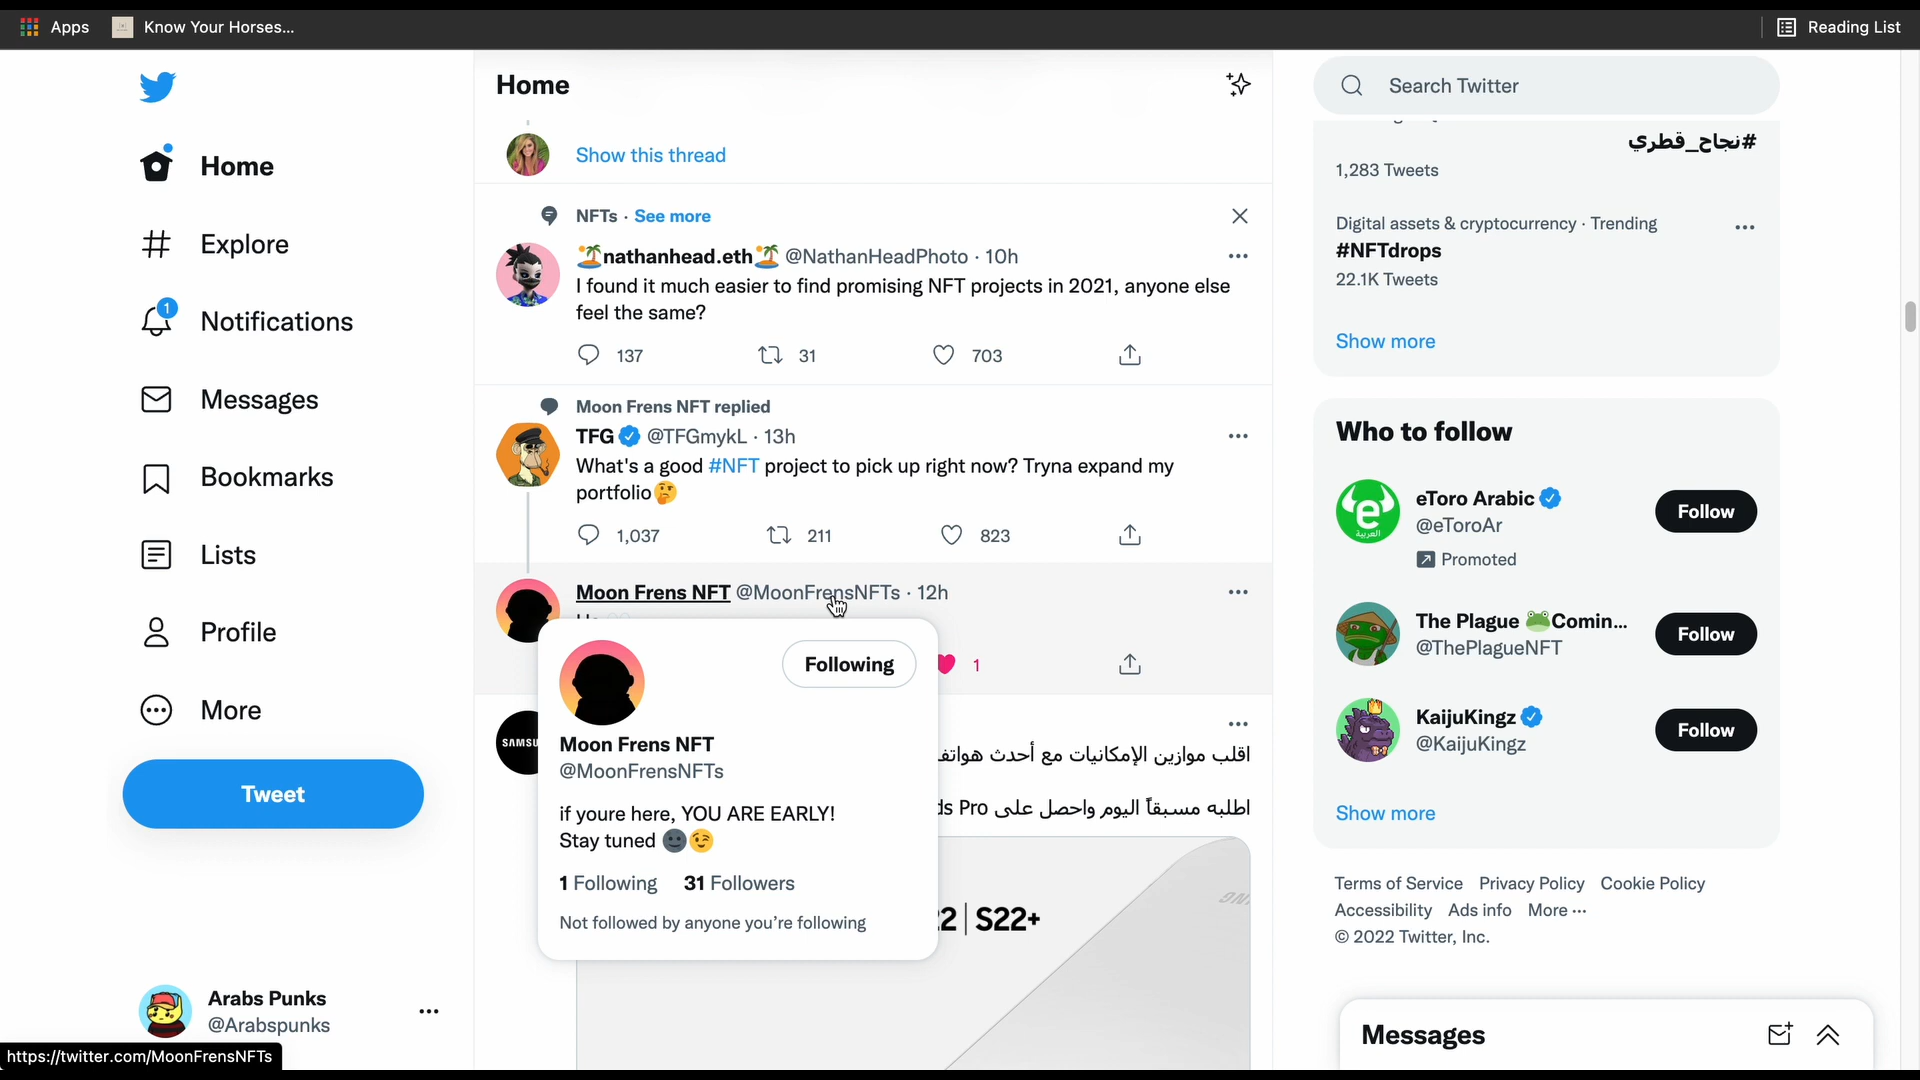 Apps
Know Your Horses...
Reading List
Home
Explore
1
Notifications
Messages
Bookmarks
Lists
Profile
More
Tweet
Arabs Punks
@Arabspunks
https://twitter.com/MoonFrensNFTs
Home
Show this thread
NFTs · See more
🏝️nathanhead.eth🏝️ @NathanHeadPhoto · 10h
I found it much easier to find promising NFT projects in 2021, anyone else
feel the same?
137 31 703
Moon Frens NFT replied
TFG @TFGmykL · 13h
What's a good #NFT project to pick up right now? Tryna expand my
portfolio🤔
1,037 211 823
Moon Frens NFT @MoonFrensNFTs · 12h
1
Following
Moon Frens NFT
@MoonFrensNFTs
if youre here, YOU ARE EARLY!
Stay tuned 🌚😉
1 Following 31 Followers
Not followed by anyone you're following
SAMSU
اقلب موازين الإمكانيات مع أحدث هواتف
اطلبه مسبقاً اليوم واحصل على ds Pro
22 | S22+
Search Twitter
#نجاح_قطري
1,283 Tweets
Digital assets & cryptocurrency · Trending
#NFTdrops
22.1K Tweets
Show more
Who to follow
eToro Arabic
@eToroAr
Promoted
Follow
العربية
The Plague 🐸Comin...
@ThePlagueNFT
Follow
KaijuKingz
@KaijuKingz
Follow
Show more
Terms of Service Privacy Policy Cookie Policy
Accessibility Ads info More ...
© 2022 Twitter, Inc.
Messages